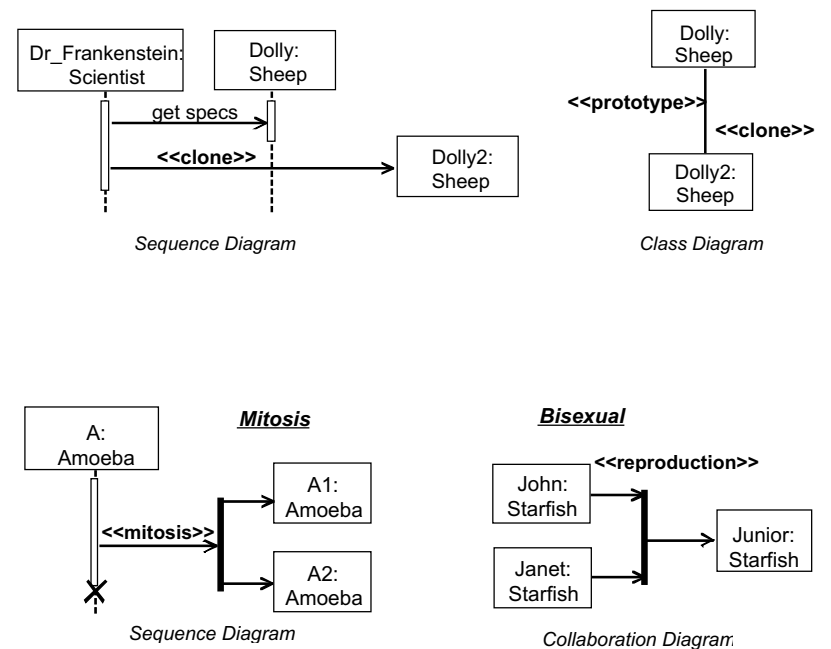 Dr_Frankenstein:
Scientist
Dolly:
Sheep
get specs
<<clone>>
Dolly2:
Sheep
Sequence Diagram
Dolly:
Sheep
<<prototype>>
<<clone>>
Dolly2:
Sheep
Class Diagram
A:
Amoeba
Mitosis
<<mitosis>>
A1:
Amoeba
A2:
Amoeba
Sequence Diagram
Bisexual
<<reproduction>>
John:
Starfish
Janet:
Starfish
Junior:
Starfish
Collaboration Diagram